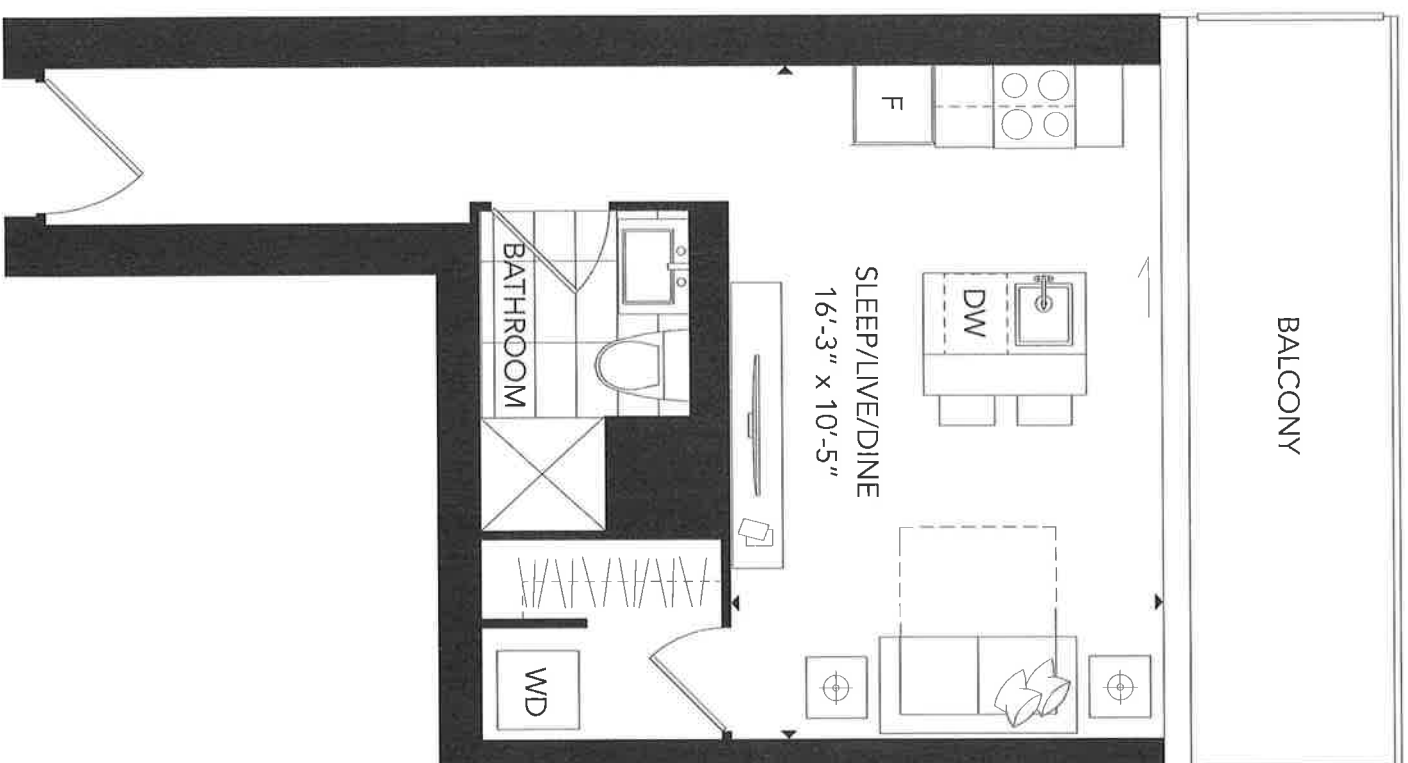 BALCONY
F
DW
SLEEP/LIVE/DINE
16'-3" x 10'-5"
BATHROOM
WD